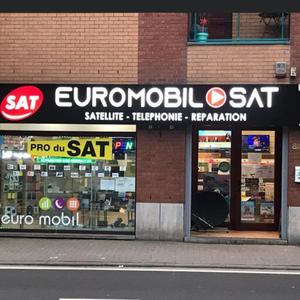 SAT
EUROMOBIL SAT
SATELLITE - TELEPHONIE - REPARATION
PRO du SAT
OPEN
euro mobil